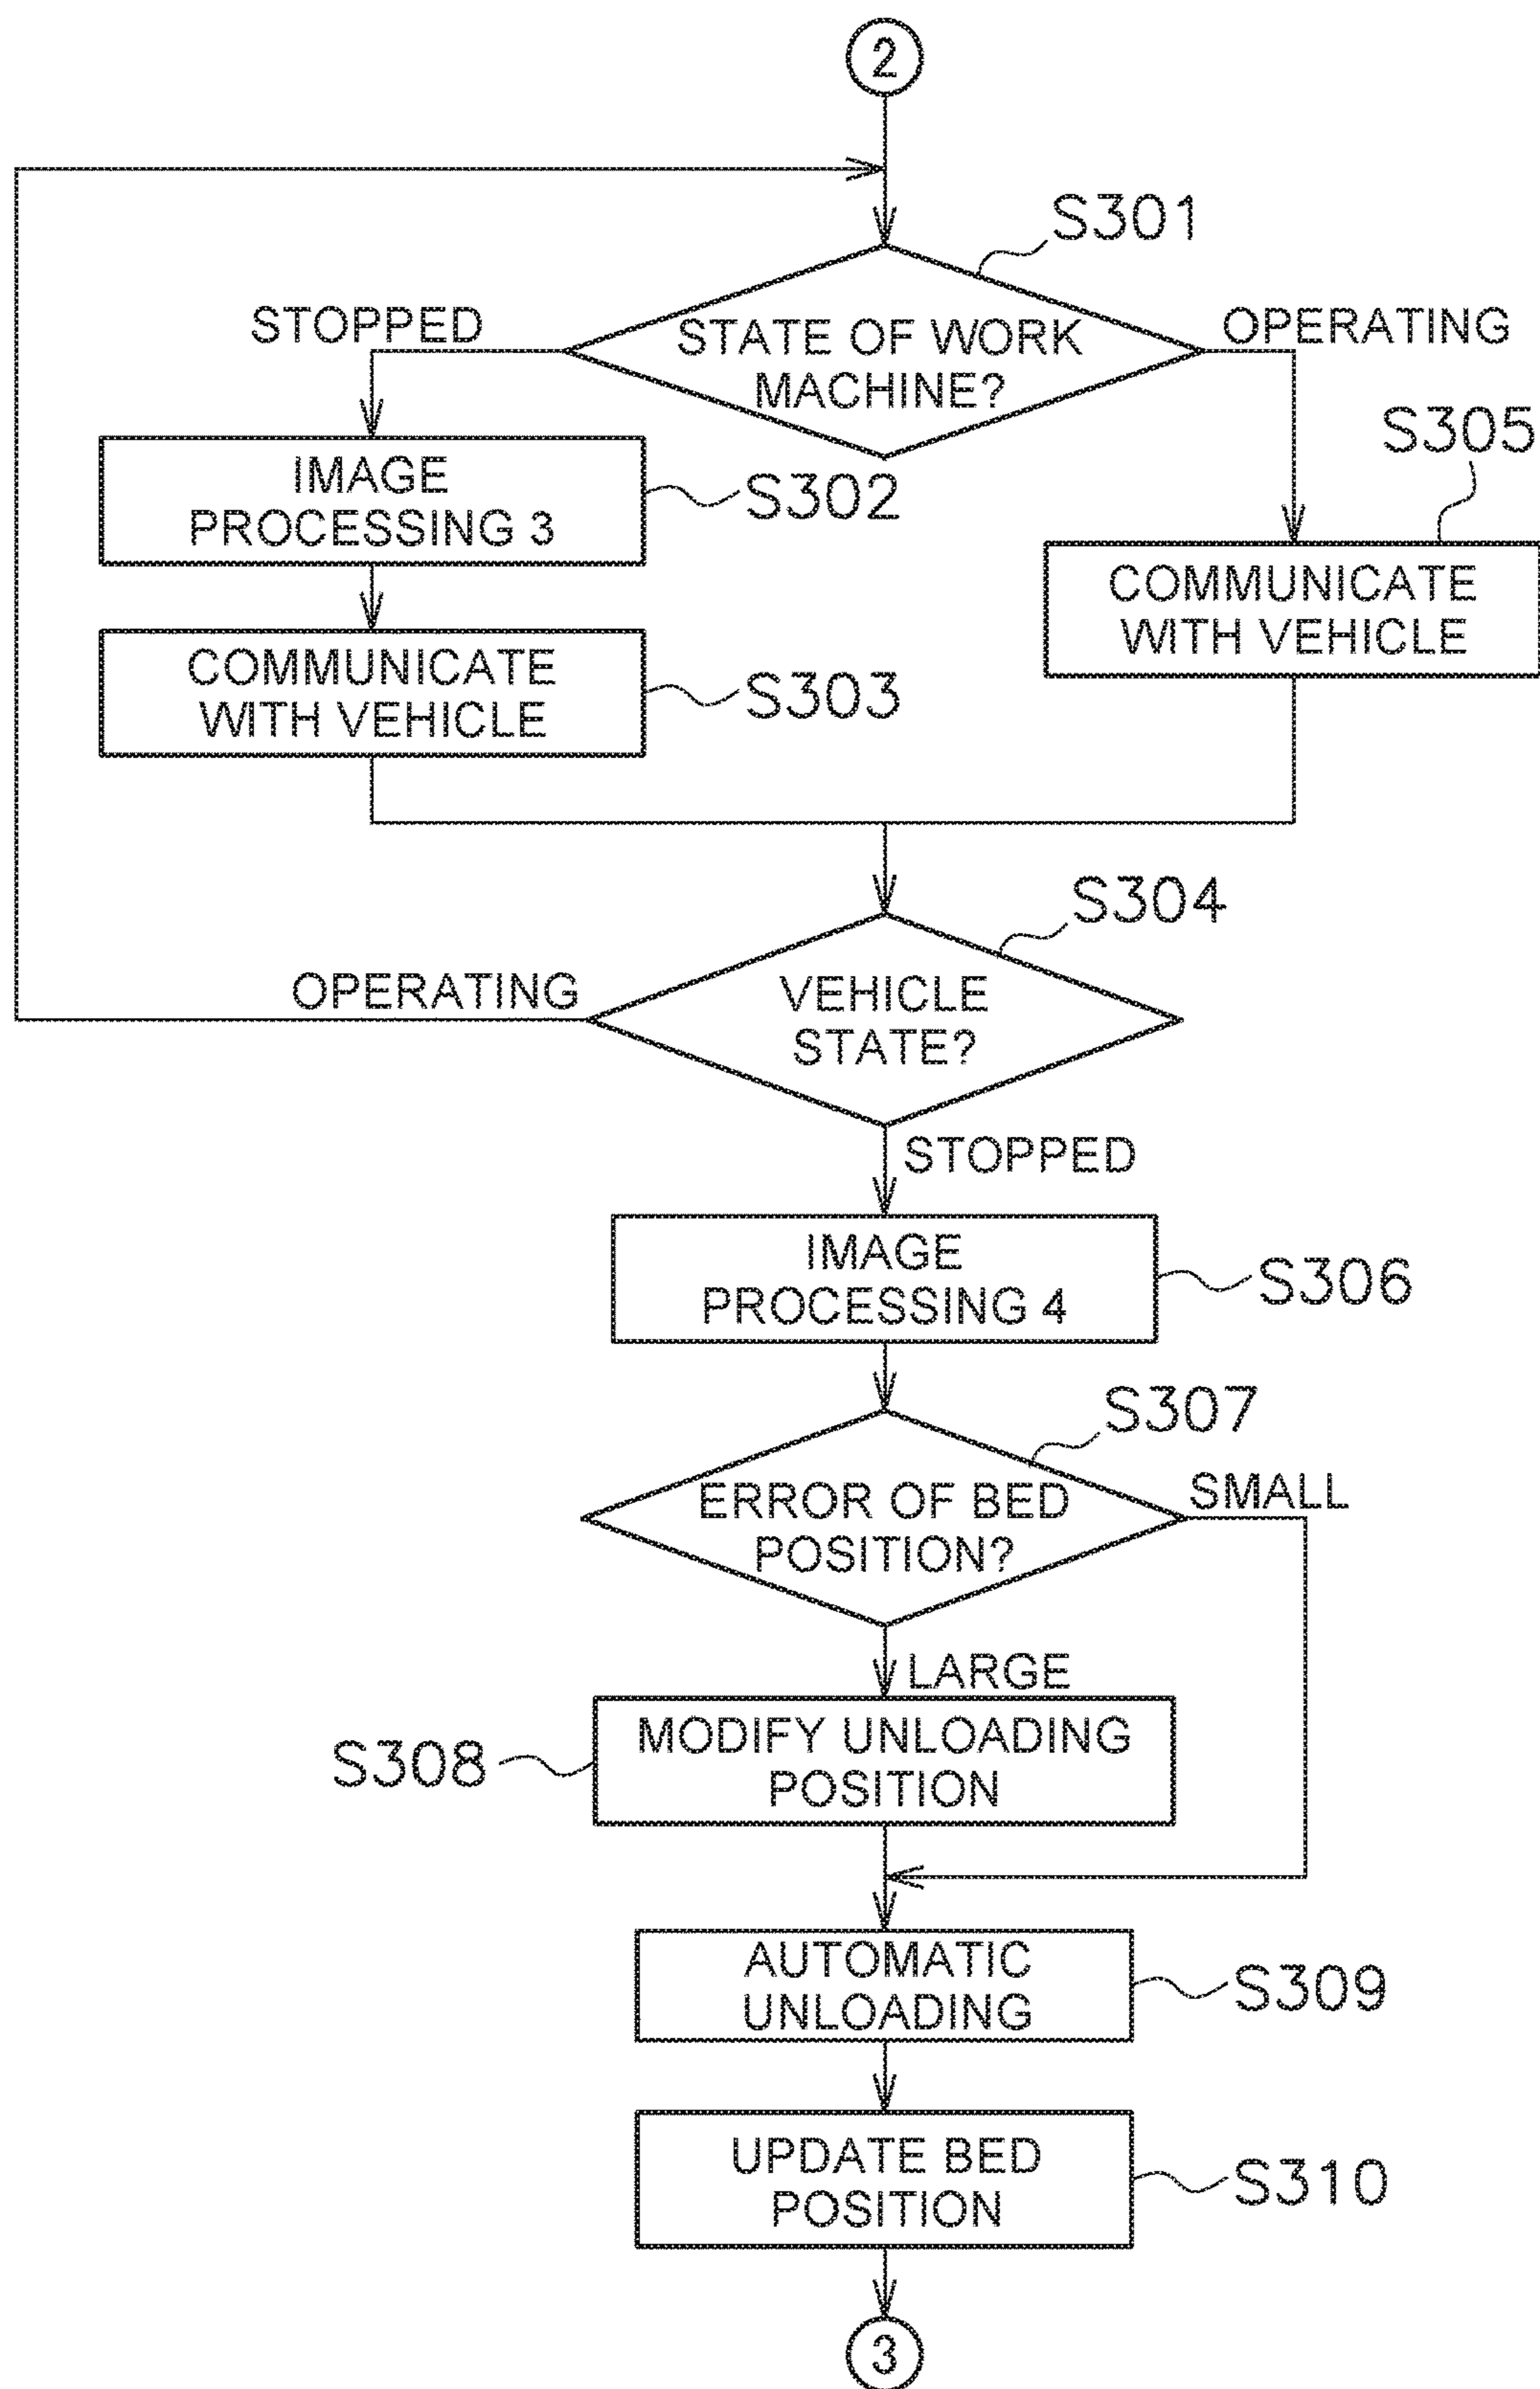 2
S301
STOPPED
STATE OF WORK
MACHINE?
OPERATING
S305
IMAGE
PROCESSING 3
S302
COMMUNICATE
WITH VEHICLE
COMMUNICATE
WITH VEHICLE
S303
S304
OPERATING
VEHICLE
STATE?
STOPPED
IMAGE
PROCESSING 4
S306
S307
ERROR OF BED
POSITION?
SMALL
LARGE
S308
MODIFY UNLOADING
POSITION
AUTOMATIC
UNLOADING
S309
UPDATE BED
POSITION
S310
3